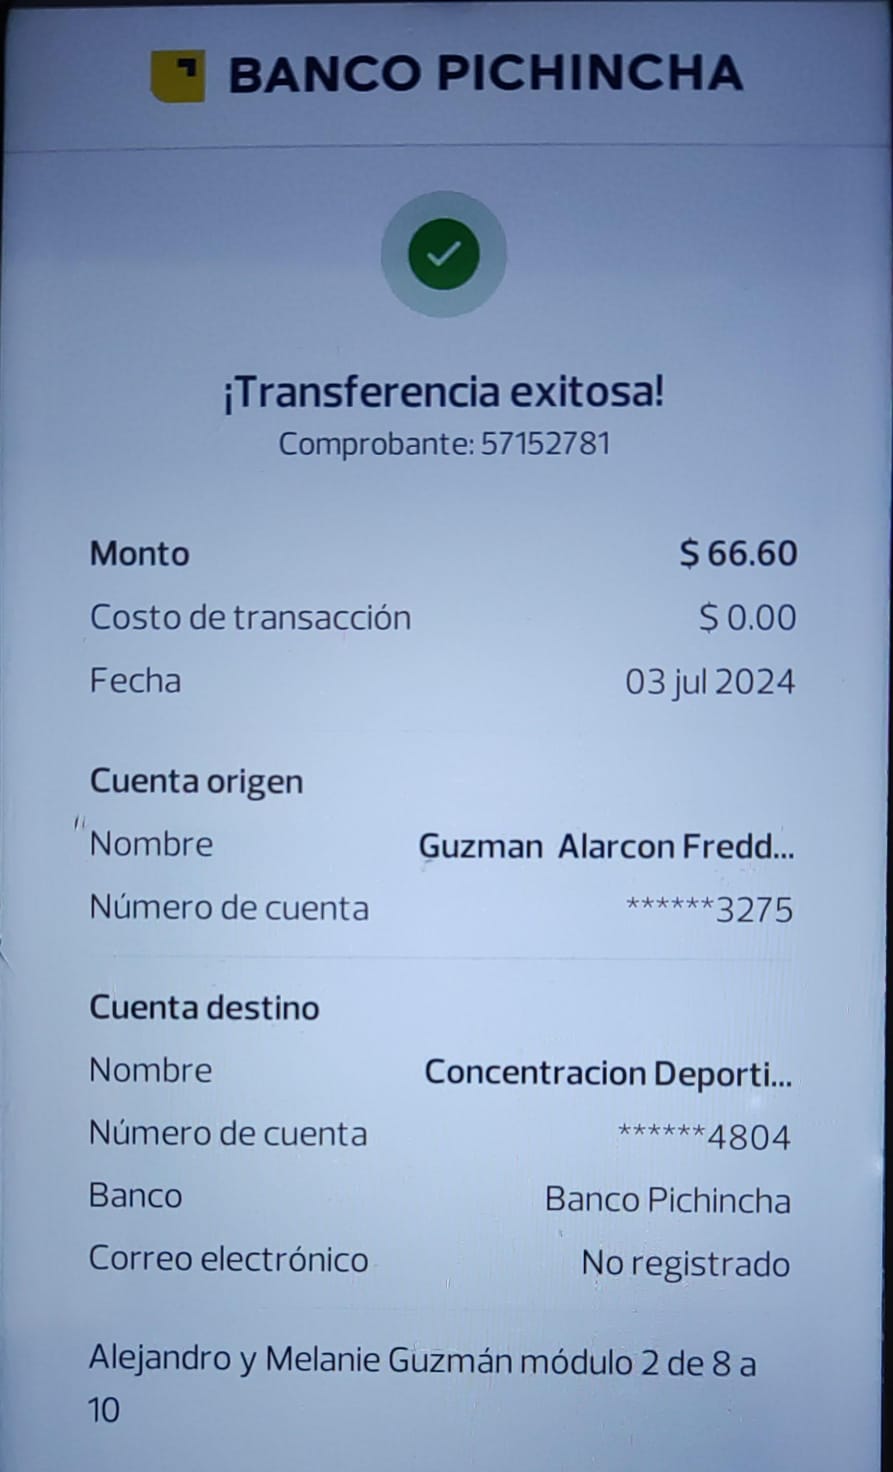 BANCO PICHINCHA
¡Transferencia exitosa!
Comprobante: 57152781
Monto $ 66.60
Costo de transacción $ 0.00
Fecha 03 jul 2024
Cuenta origen
Nombre Guzman Alarcon Fredd...
Número de cuenta ******3275
Cuenta destino
Nombre Concentracion Deporti...
Número de cuenta ******4804
Banco Banco Pichincha
Correo electrónico No registrado
Alejandro y Melanie Guzmán módulo 2 de 8 a
10